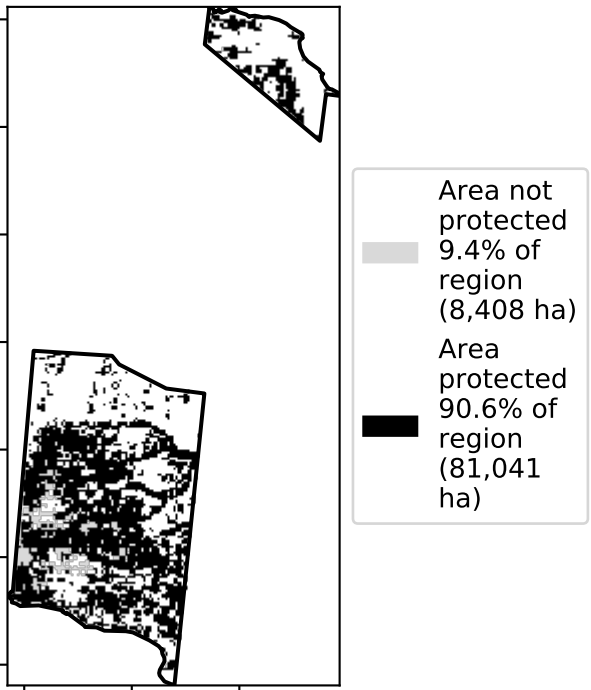 Area not
protected
9.4% of
region
(8,408 ha)
Area
protected
90.6% of
region
(81,041
ha)